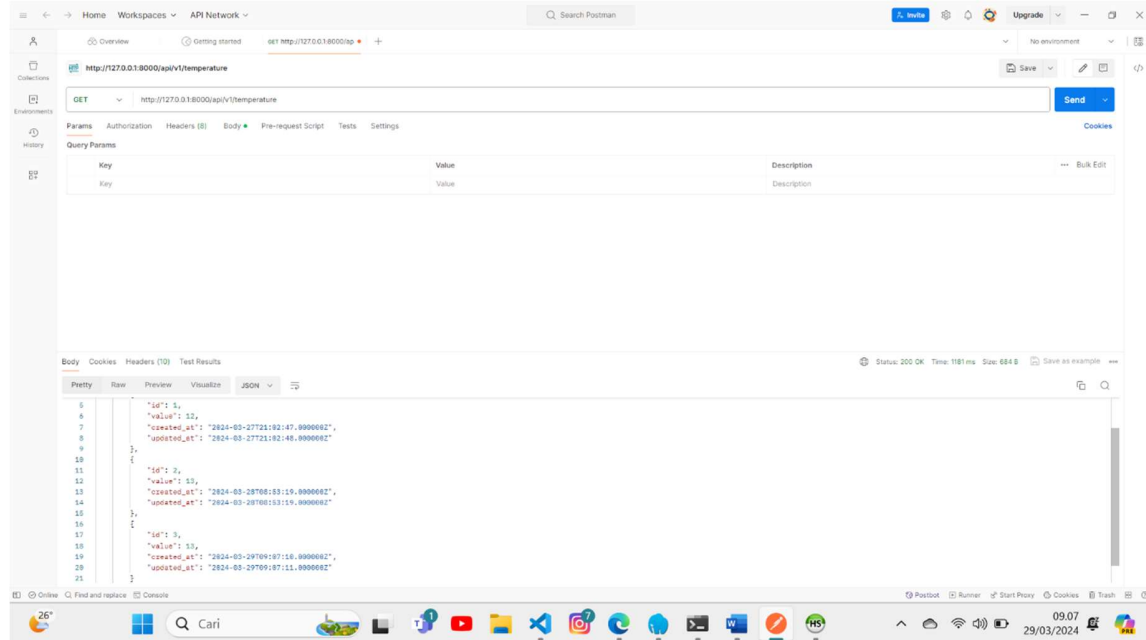 Home Workspaces API Network Search Postman Invite Upgrade
Overview Getting started GET http://127.0.0.1:8000/ap No environment
Collections
Environments
History
http://127.0.0.1:8000/api/v1/temperature Save
GET http://127.0.0.1:8000/api/v1/temperature Send
Params Authorization Headers (8) Body Pre-request Script Tests Settings Cookies
Query Params
Key Value Description Bulk Edit
Key Value Description
Body Cookies Headers (10) Test Results Status: 200 OK Time: 1181 ms Size: 684 B Save as example
Pretty Raw Preview Visualize JSON
5 "id": 1,
6 "value": 12,
7 "created_at": "2024-03-27T21:02:47.000000Z",
8 "updated_at": "2024-03-27T21:02:48.000000Z"
9 },
10 {
11 "id": 2,
12 "value": 13,
13 "created_at": "2024-03-28T08:53:19.000000Z",
14 "updated_at": "2024-03-28T08:53:19.000000Z"
15 },
16 {
17 "id": 3,
18 "value": 13,
19 "created_at": "2024-03-29T09:07:10.000000Z",
20 "updated_at": "2024-03-29T09:07:11.000000Z"
21 }
Online Find and replace Console Postbot Runner Start Proxy Cookies Trash
26° Cari 1 7 HS 09.07
29/03/2024 PRE